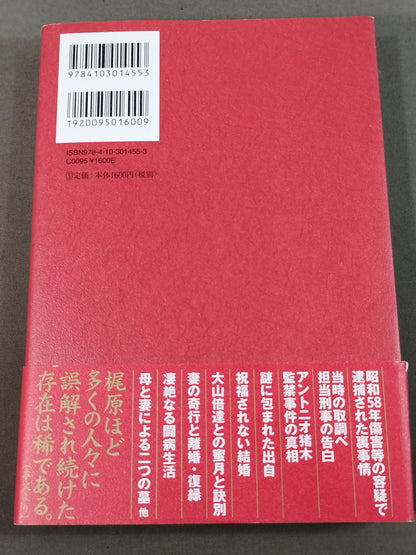 9784103014553
1920095016009
ISBN978-4-10-301455-3
C0095 ¥1600E
定価：本体1600円(税別)
昭和58年傷害等の容疑で
逮捕された裏事情
当時の取調べ
担当刑事の告白
アントニオ猪木
監禁事件の真相
謎に包まれた出自
祝福されない結婚
大山倍達との蜜月と訣別
妻の奇行と離婚・復縁
凄絶なる闘病生活
母と妻による二つの墓 他
梶原ほど
多くの人々に
誤解され続けた
存在は稀である。